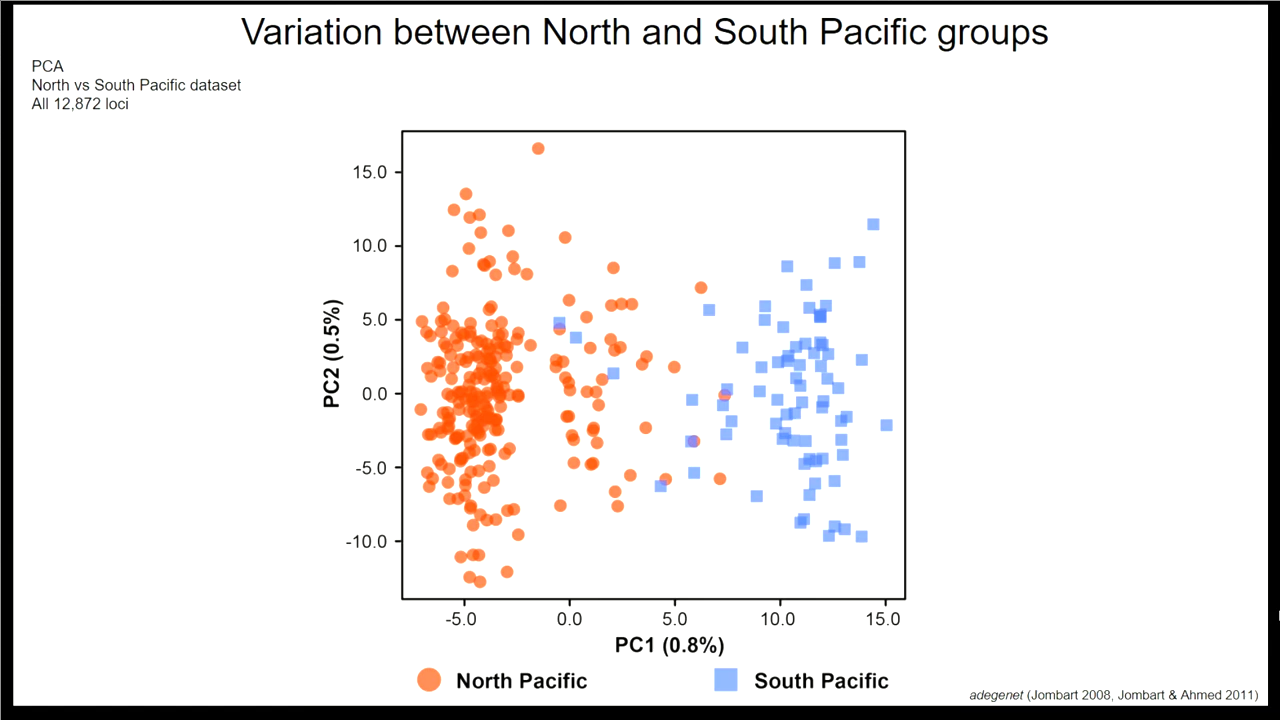 Variation between North and South Pacific groups
PCA
North vs South Pacific dataset
All 12,872 loci
15.0
10.0
5.0
0.0
-5.0
-10.0
PC2 (0.5%)
-5.0
0.0
5.0
10.0
15.0
PC1 (0.8%)
North Pacific
South Pacific
adegenet (Jombart 2008, Jombart & Ahmed 2011)